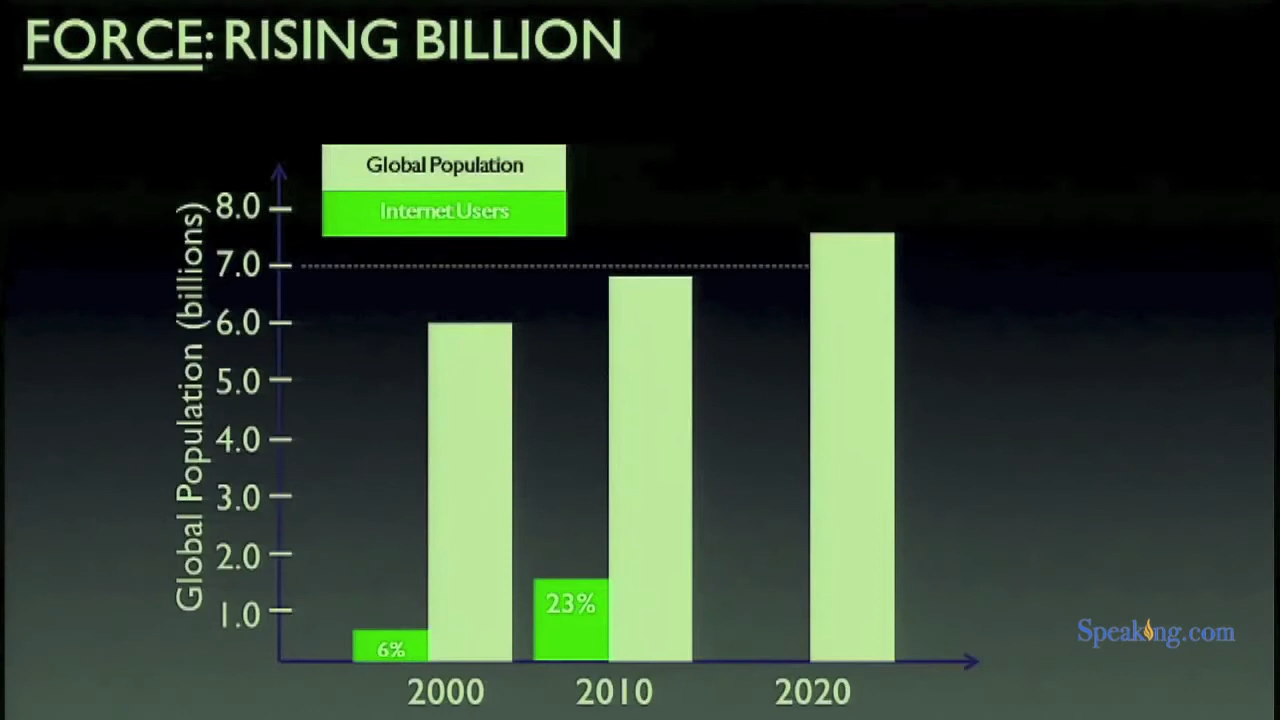 FORCE: RISING BILLION
Global Population
Internet Users
Global Population (billions)
8.0
7.0
6.0
5.0
4.0
3.0
2.0
1.0
6%
23%
2000 2010 2020
Speaking.com